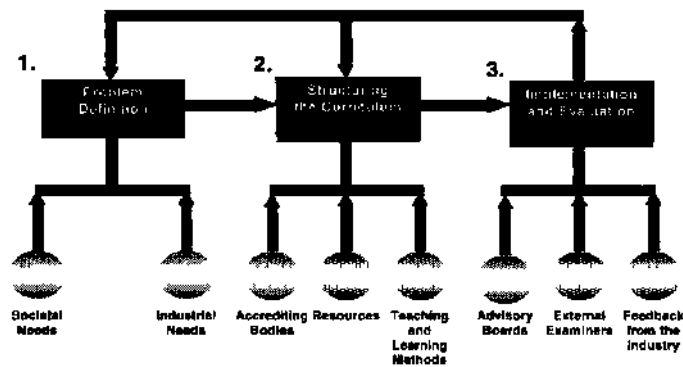 1.
Problem
Definition
2.
Structuring
the Curriculum
3.
Implementation
and Evaluation
Societal
Needs
Industrial
Needs
Accrediting
Bodies
Resources
Teaching
and
Learning
Methods
Advisory
Boards
External
Examiners
Feedback
from the
Industry